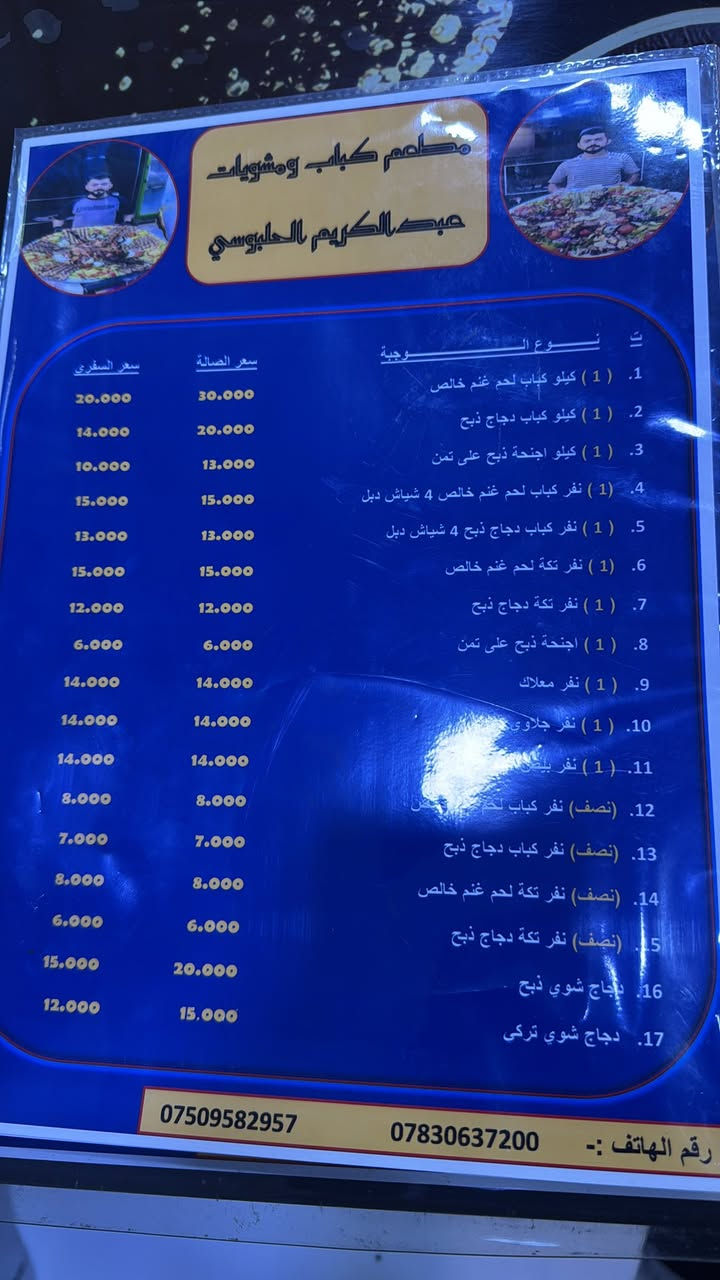 مطاعم كباب ومشويات
عبدالكريم الحلبوسي
ت نوع الوجبة سعر الصالة سعر السفري
1. ( 1 ) كيلو كباب لحم غنم خالص 30.000 20.000
2. ( 1 ) كيلو كباب دجاج ذبح 20.000 14.000
3. ( 1 ) كيلو اجنحة ذبح على تمن 13.000 10.000
4. ( 1 ) نفر كباب لحم غنم خالص 4 شياش دبل 15.000 15.000
5. ( 1 ) نفر كباب دجاج ذبح 4 شياش دبل 13.000 13.000
6. ( 1 ) نفر تكة لحم غنم خالص 15.000 15.000
7. ( 1 ) نفر تكة دجاج ذبح 12.000 12.000
8. ( 1 ) اجنحة ذبح على تمن 6.000 6.000
9. ( 1 ) نفر معلاك 14.000 14.000
10. ( 1 ) نفر جلاوي 14.000 14.000
11. ( 1 ) نفر 14.000 14.000
12. (نصف) نفر كباب لحم 8.000 8.000
13. (نصف) نفر كباب دجاج ذبح 7.000 7.000
14. (نصف) نفر تكة لحم غنم خالص 8.000 8.000
15. (نصف) نفر تكة دجاج ذبح 6.000 6.000
16. دجاج شوي ذبح 20.000 15.000
17. دجاج شوي تركي 15.000 12.000
رقم الهاتف :- 07830637200 07509582957